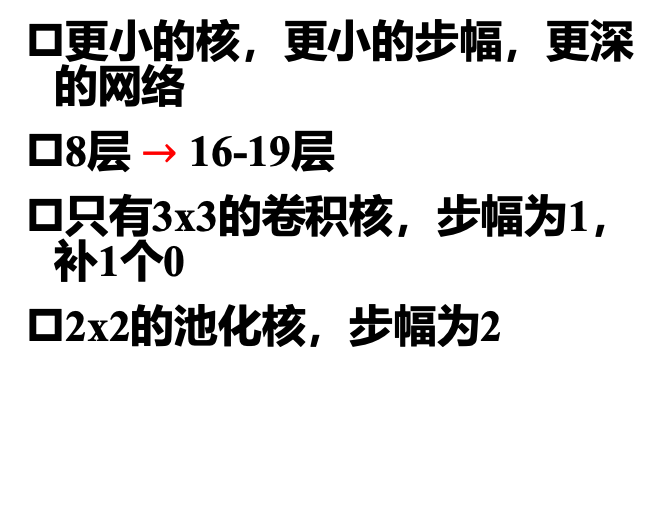 □更小的核，更小的步幅，更深
的网络
□8层 → 16-19层
□只有3x3的卷积核，步幅为1，
补1个0
□2x2的池化核，步幅为2